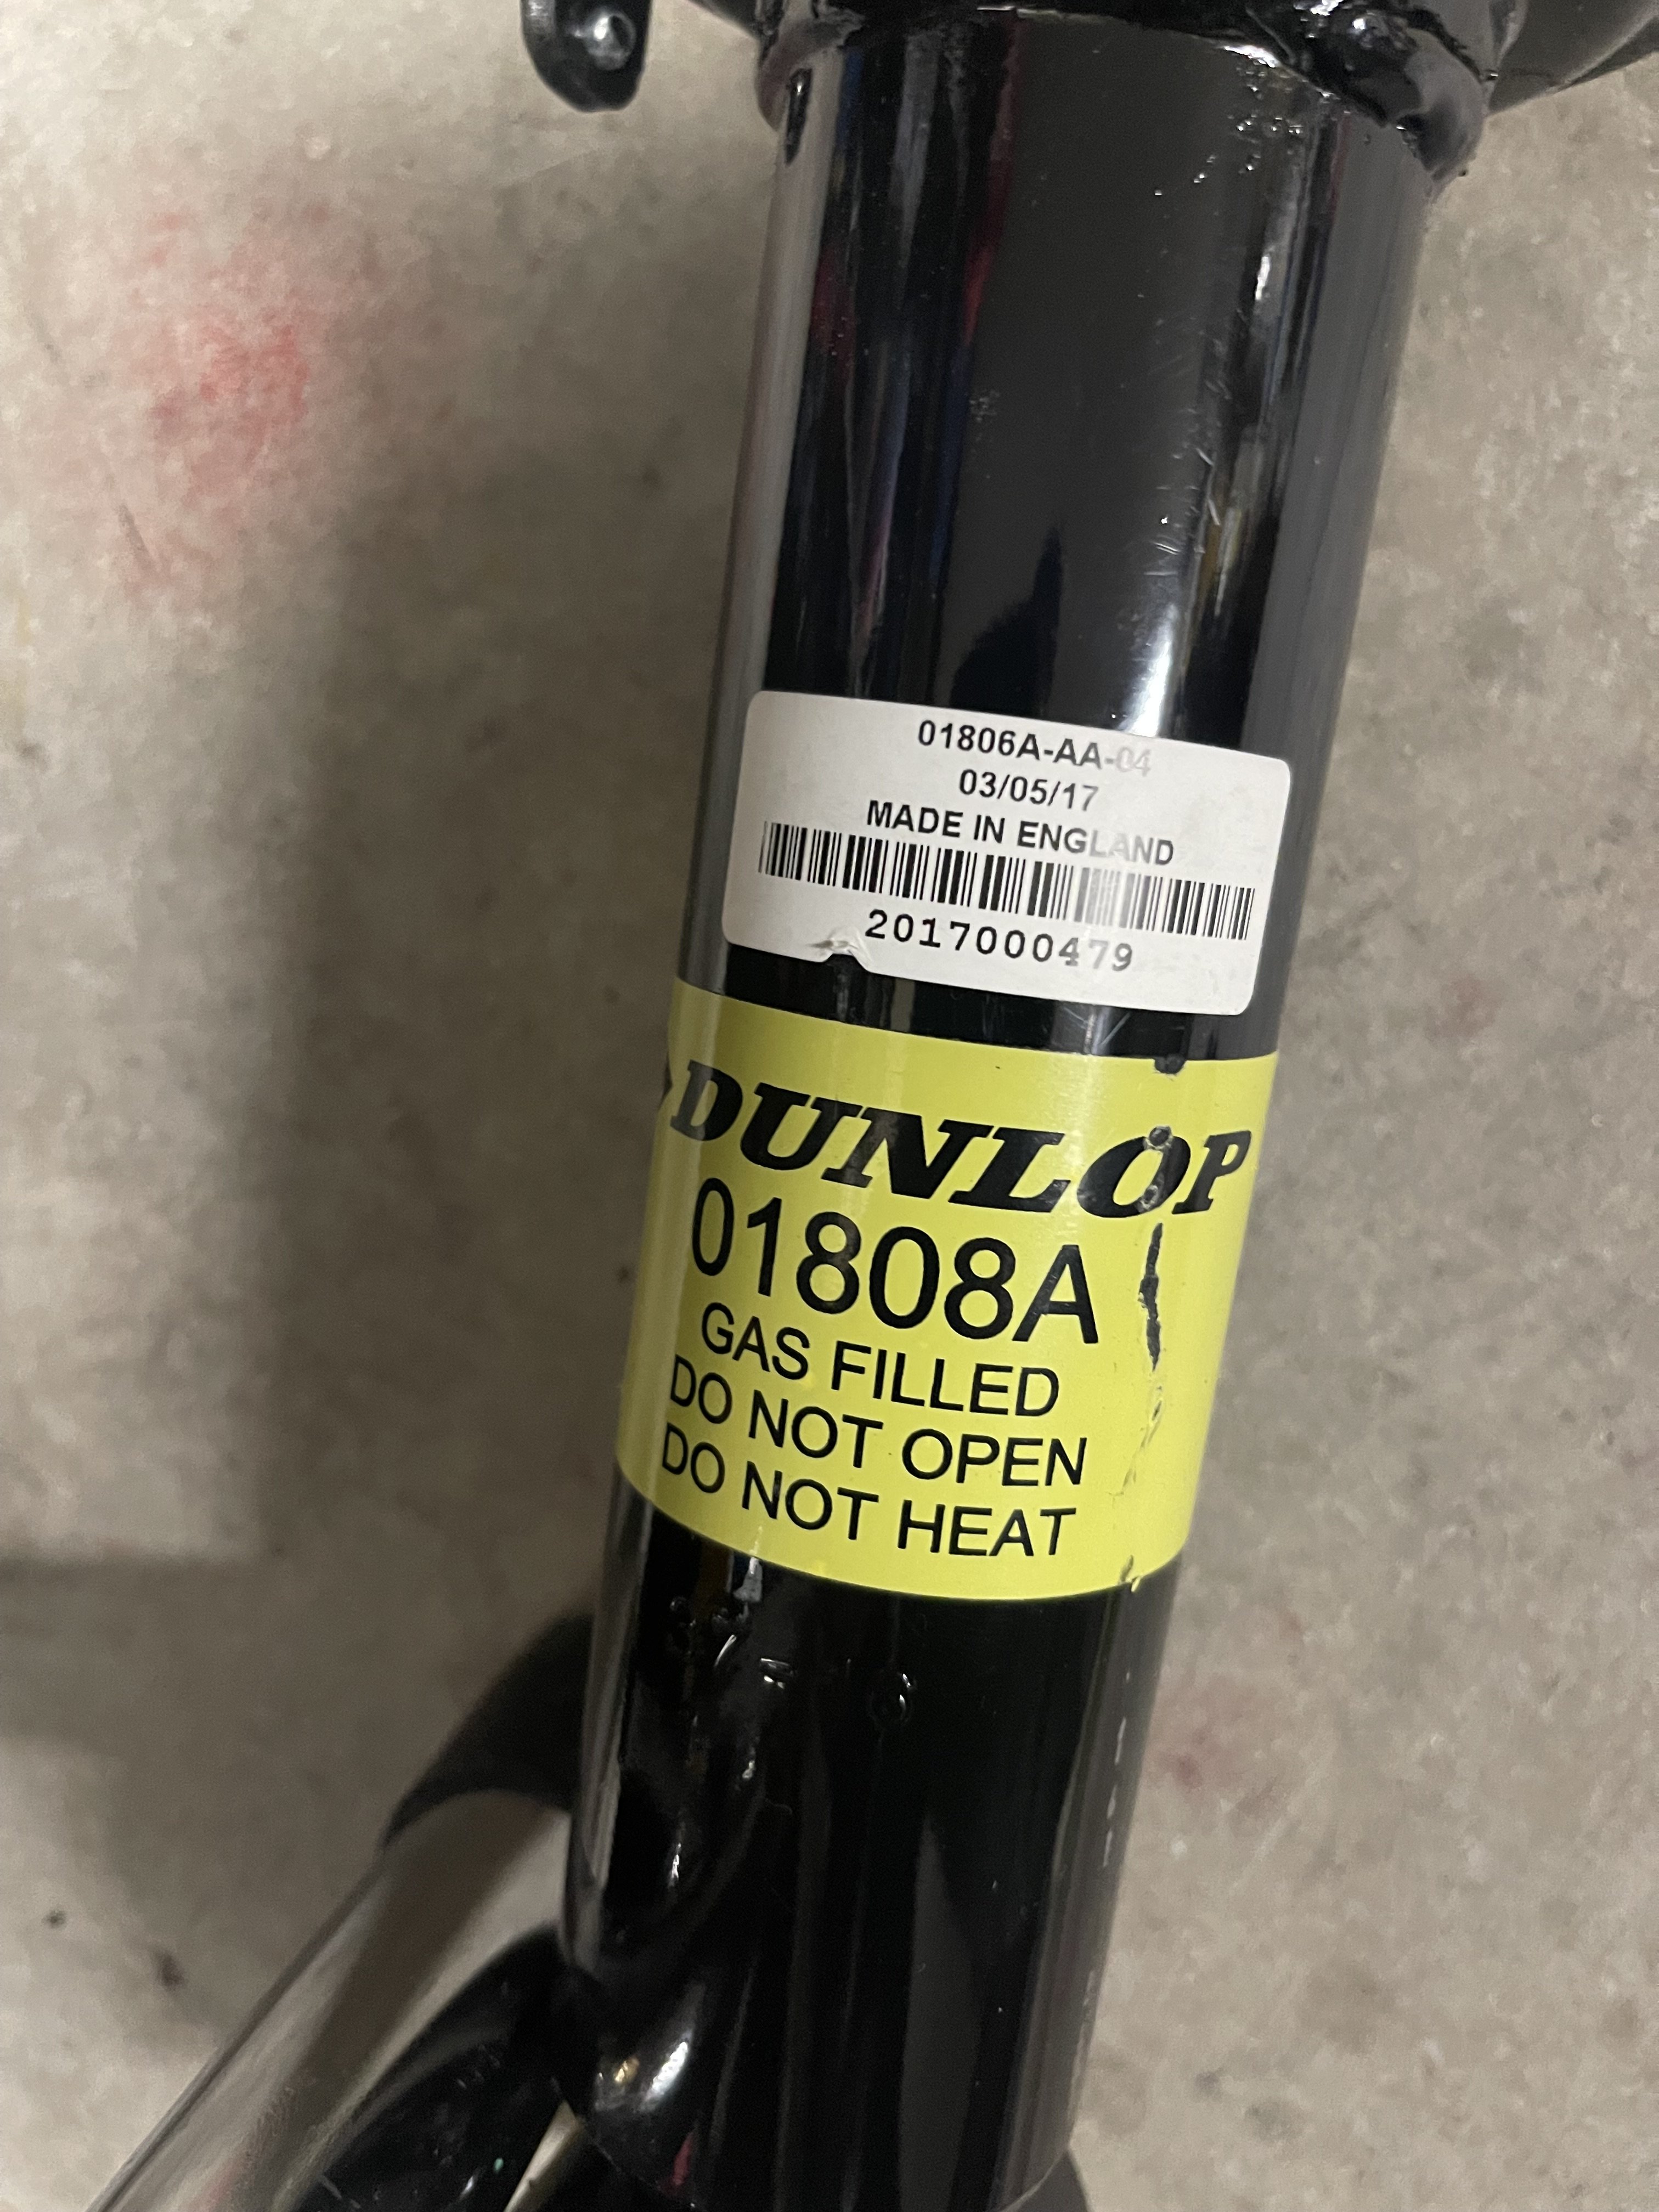 01806A-AA-04
03/05/17
MADE IN ENGLAND
2017000479
DUNLOP
01808A
GAS FILLED
DO NOT OPEN
DO NOT HEAT